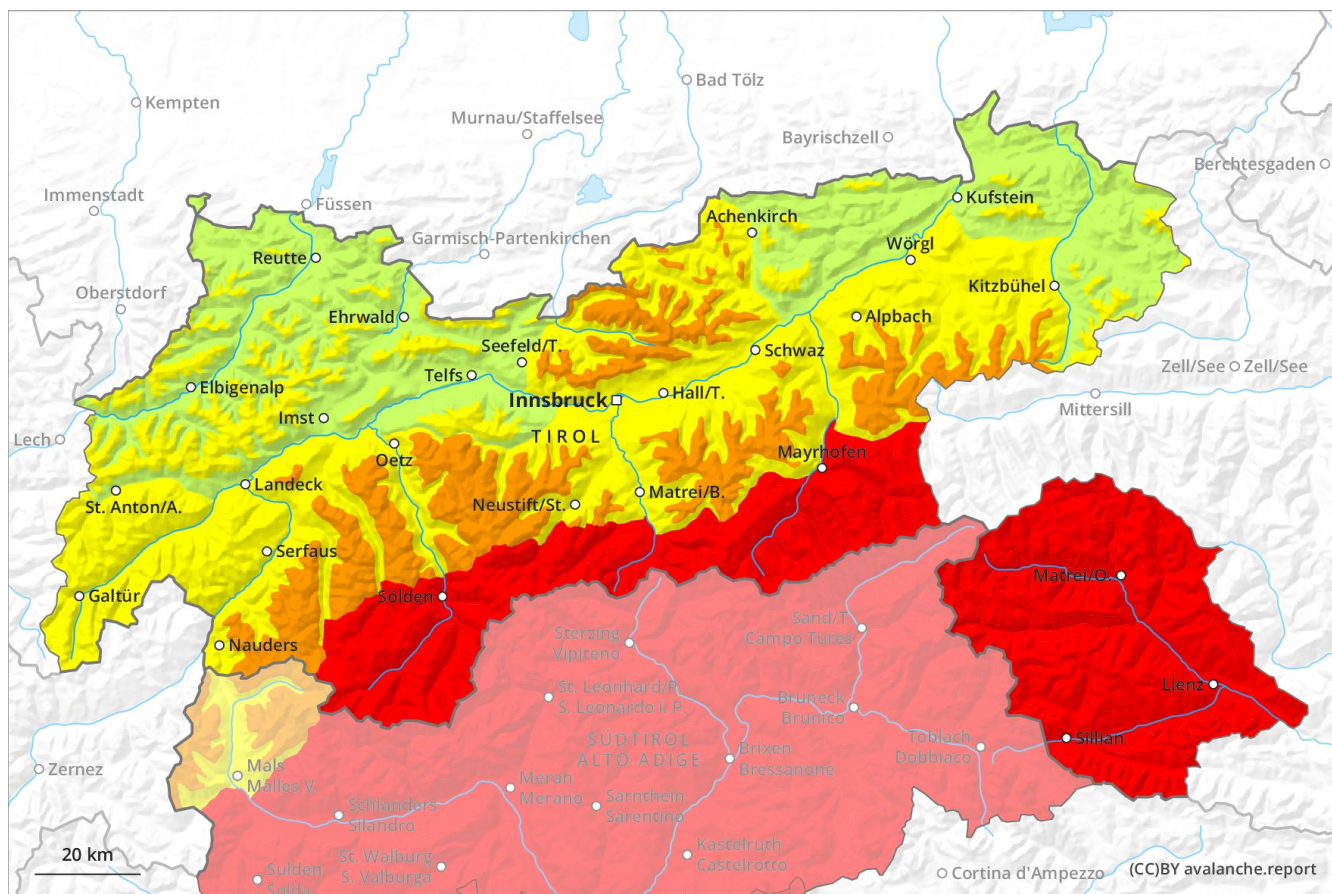 Kempten
Bad Tölz
Murnau/Staffelsee
Bayrischzell
Berchtesgaden
Immenstadt
Füssen
Kufstein
Achenkirch
Garmisch-Partenkirchen
Wörgl
Reutte
Oberstdorf
Kitzbühel
Ehrwald
Alpbach
Seefeld/T.
Schwaz
Telfs
Zell/See
Zell/See
Elbigenalp
Innsbruck
Hall/T.
Mittersill
Imst
Lech
TIROL
Oetz
Mayrhofen
Landeck
St. Anton/A.
Neustift/St.
Matrei/B.
Serfaus
Matrei/O.
Galtür
Sölden
Sand/T.
Campo Tures
Sterzing
Vipiteno
Nauders
Lienz
St. Leonhard/P.
S. Leonardo i. P.
Bruneck
Brunico
Sillian
SÜDTIROL
ALTO ADIGE
Toblach
Dobbiaco
Brixen
Bressanone
Zernez
Mals
Malles V.
Meran
Merano
Sarnthein
Sarentino
Schlanders
Silandro
Kastelruth
Castelrotto
20 km
St. Walburg
S. Valburga
Sulden
Solda
Cortina d'Ampezzo
(CC)BY avalanche.report